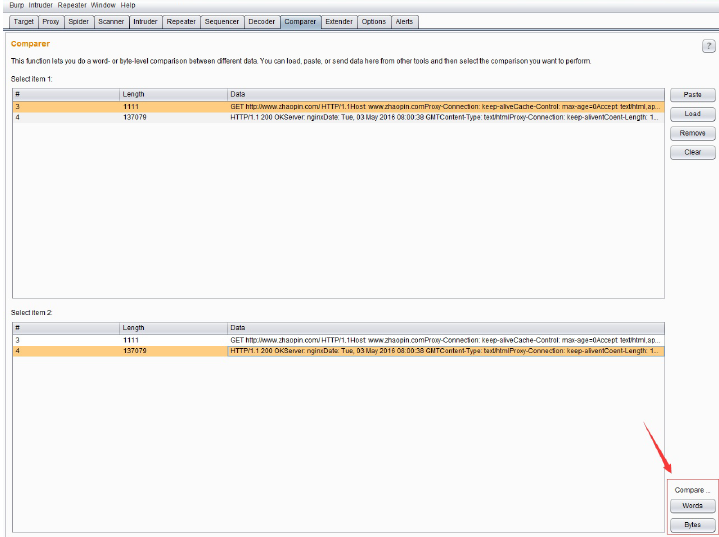 Burp Intruder Repeater Window Help
Target Proxy Spider Scanner Intruder Repeater Sequencer Decoder Comparer Extender Options Alerts
Comparer
?
This function lets you do a word- or byte-level comparison between different data. You can load, paste, or send data here from other tools and then select the comparison you want to perform.
Select item 1:
# Length Data
3 1111 GET http://www.zhaopin.com/ HTTP/1.1Host: www.zhaopin.comProxy-Connection: keep-aliveCache-Control: max-age=0Accept: text/html,ap...
4 137079 HTTP/1.1 200 OKServer: nginxDate: Tue, 03 May 2016 08:00:38 GMTContent-Type: text/htmlProxy-Connection: keep-aliventCoent-Length: 1...
Paste
Load
Remove
Clear
Select item 2:
# Length Data
3 1111 GET http://www.zhaopin.com/ HTTP/1.1Host: www.zhaopin.comProxy-Connection: keep-aliveCache-Control: max-age=0Accept: text/html,ap...
4 137079 HTTP/1.1 200 OKServer: nginxDate: Tue, 03 May 2016 08:00:38 GMTContent-Type: text/htmlProxy-Connection: keep-aliventCoent-Length: 1...
Compare ...
Words
Bytes